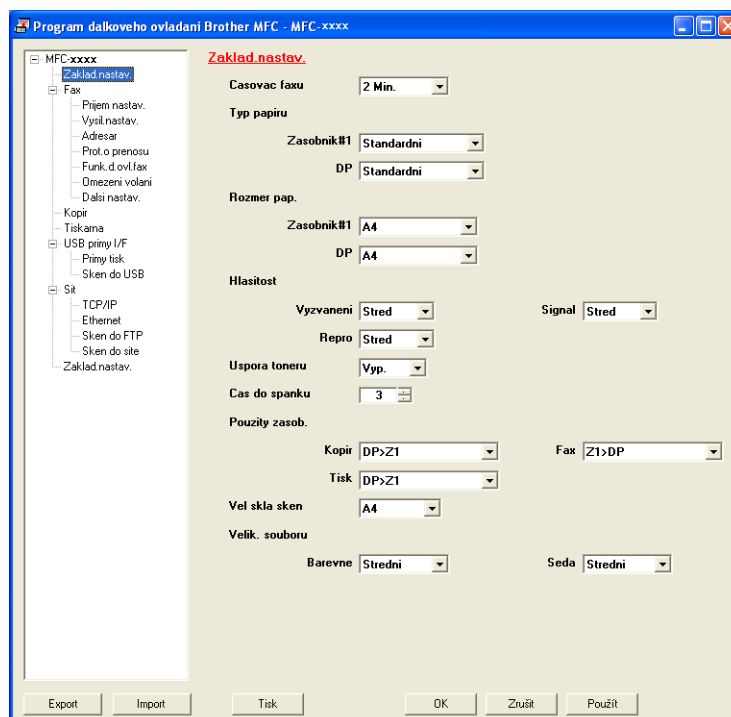 Program dalkoveho ovladani Brother MFC - MFC-xxxx
MFC-xxxx
Zaklad.nastav.
Fax
Prijem nastav.
Vysil.nastav.
Adresar
Prot.o prenosu
Funk.d.ovl.fax
Omezeni volani
Dalsi nastav.
Kopir
Tiskarna
USB primy I/F
Primy tisk
Sken do USB
Sit
TCP/IP
Ethernet
Sken do FTP
Sken do site
Zaklad.nastav.
Zaklad.nastav.
Casovac faxu 2 Min.
Typ papiru
Zasobnik#1 Standardni
DP Standardni
Rozmer pap.
Zasobnik#1 A4
DP A4
Hlasitost
Vyzvaneni Stred Signal Stred
Repro Stred
Uspora toneru Vyp.
Cas do spanku 3
Pouzity zasob.
Kopir DP>Z1 Fax Z1>DP
Tisk DP>Z1
Vel skla sken A4
Velik. souboru
Barevne Stredni Seda Stredni
Export Import Tisk OK Zrušit Použít